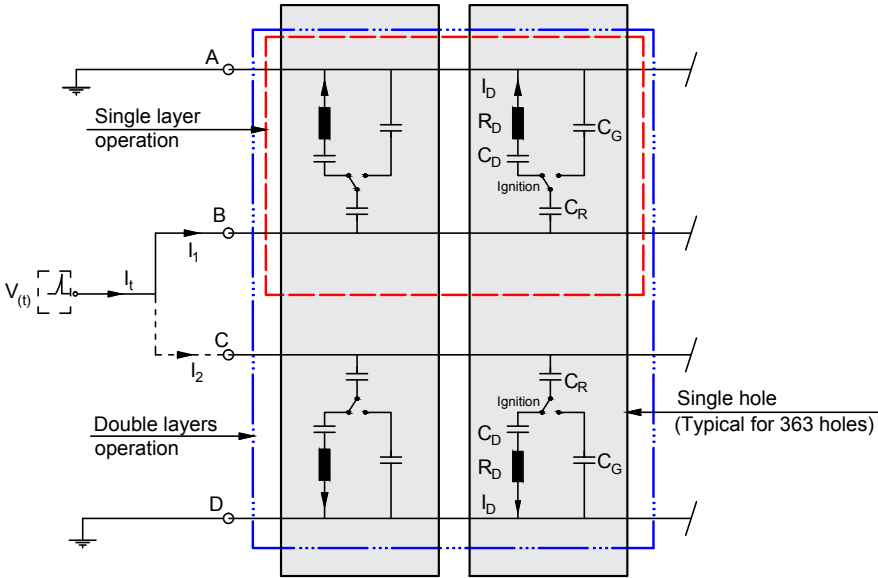 A
Single layer
operation
I_D
R_D
C_D
C_G
Ignition
C_R
B
I_1
V_(t)
I_t
C
I_2
C_R
Ignition
C_D
C_G
R_D
I_D
Single hole
(Typical for 363 holes)
Double layers
operation
D